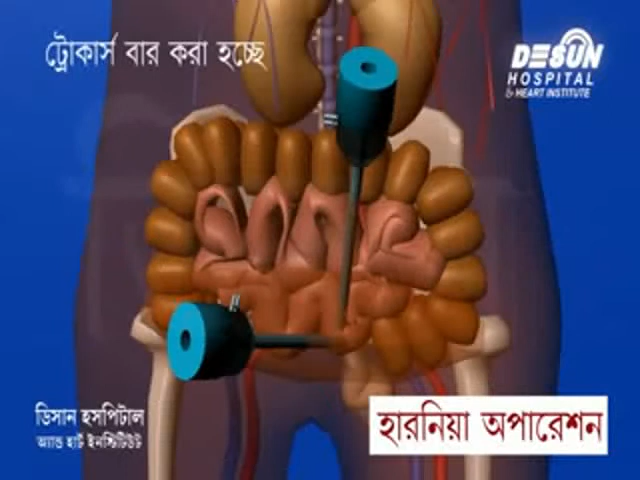 ট্রোকার্স বার করা হচ্ছে
DESUN
HOSPITAL
& HEART INSTITUTE
ডিসান হসপিটাল
অ্যান্ড হার্ট ইনস্টিটিউট
হারনিয়া অপারেশন